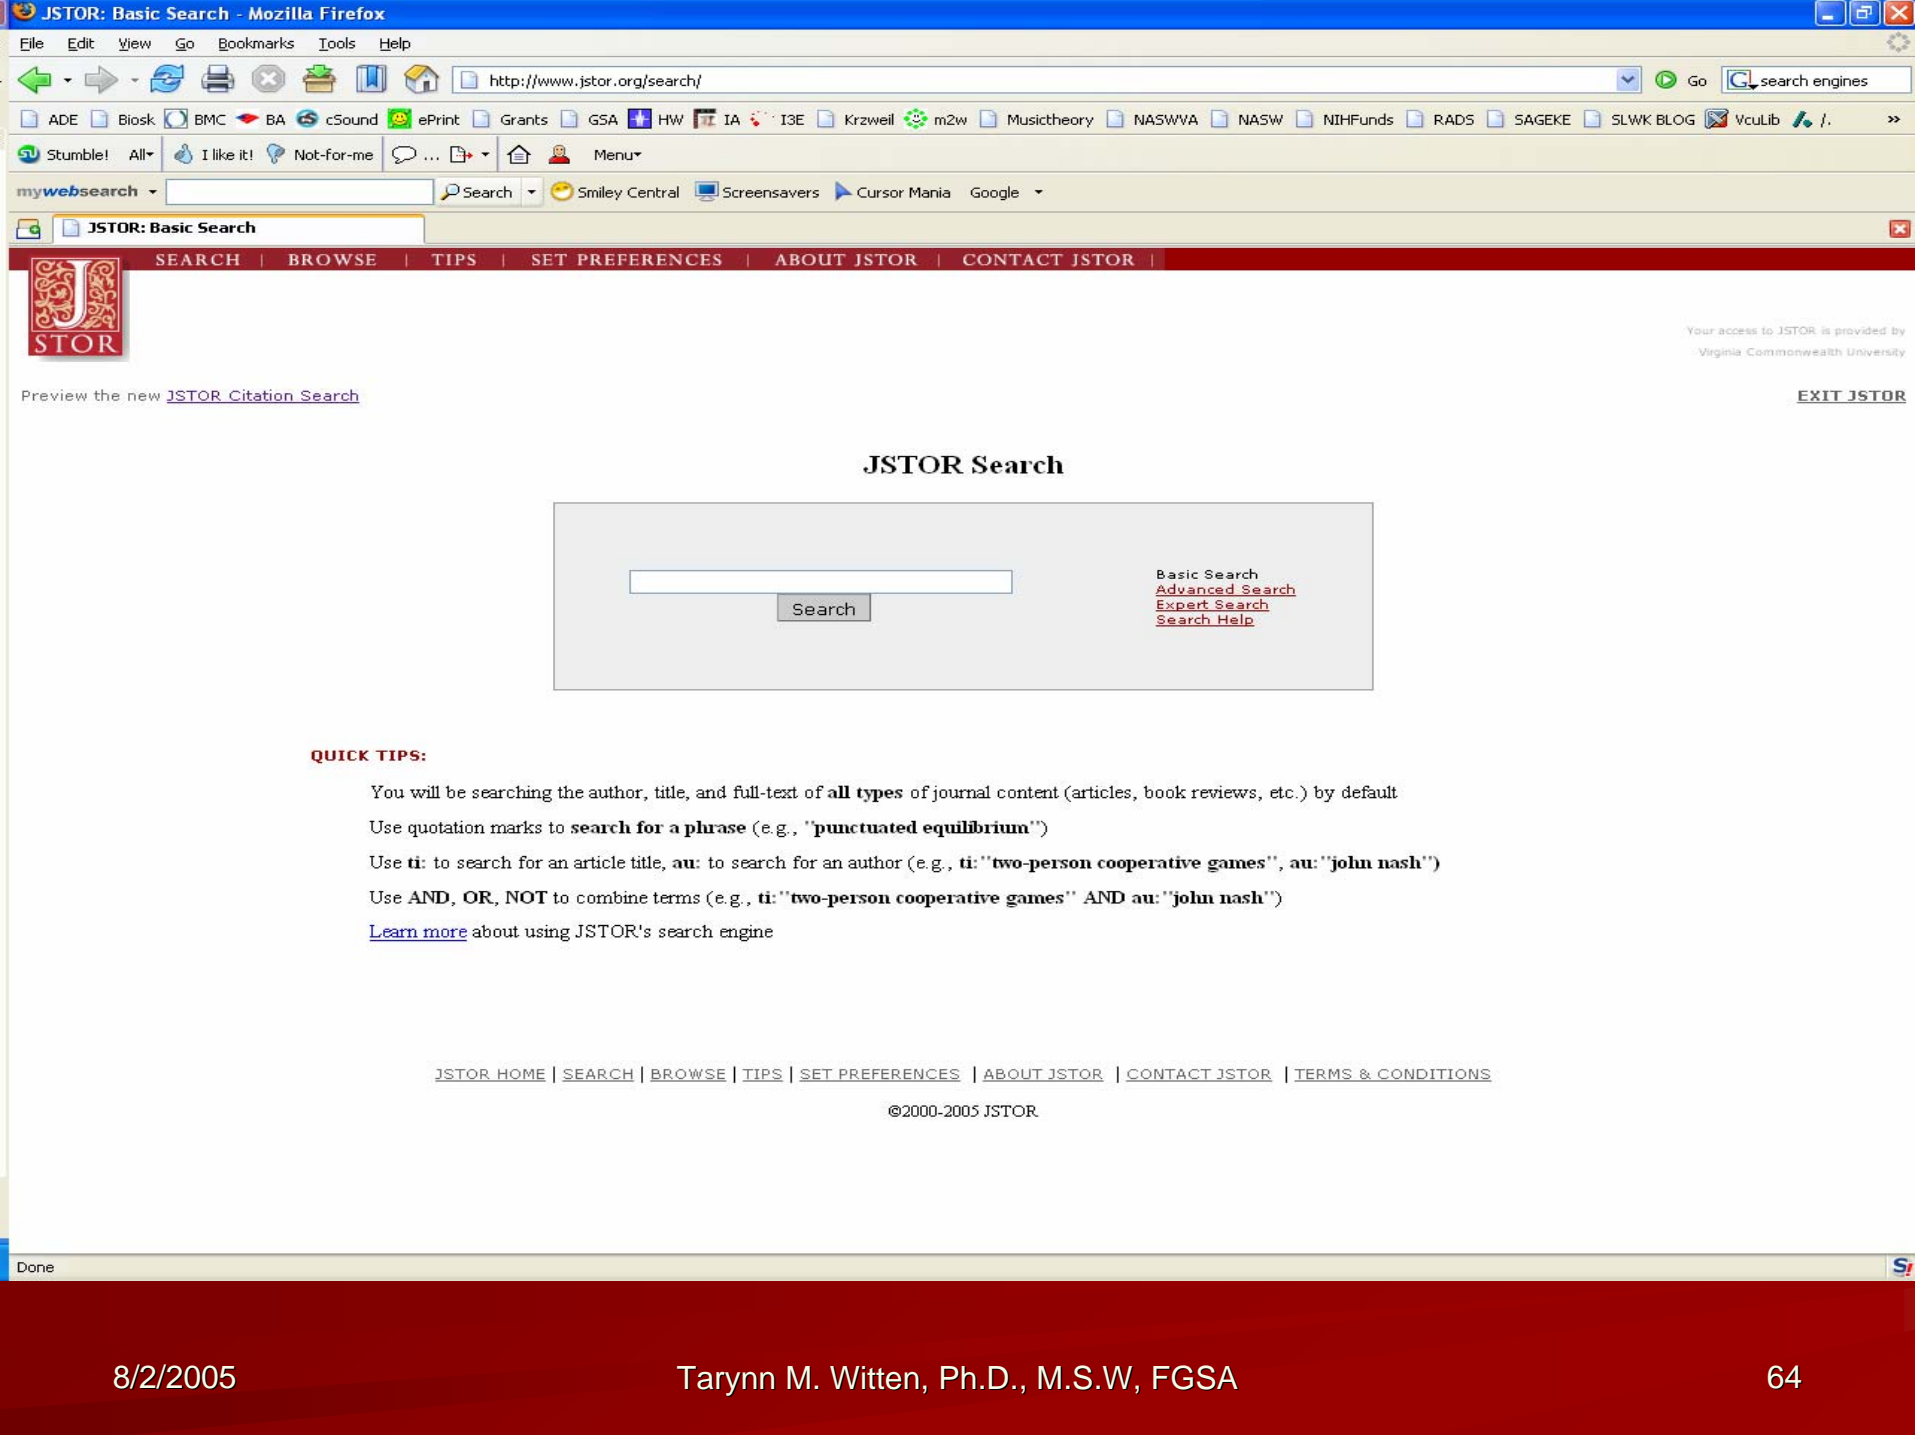 JSTOR: Basic Search - Mozilla Firefox
File Edit View Go Bookmarks Tools Help
http://www.jstor.org/search/ Go G search engines
ADE Biosk BMC BA cSound ePrint Grants GSA HW IA I3E Krzweil m2w Musictheory NASWVA NASW NIHFunds RADS SAGEKE SLWK BLOG VcuLib /. »
Stumble! All I like it! Not-for-me ... Menu
mywebsearch Search Smiley Central Screensavers Cursor Mania Google
JSTOR: Basic Search
SEARCH | BROWSE | TIPS | SET PREFERENCES | ABOUT JSTOR | CONTACT JSTOR |
J
STOR
Your access to JSTOR is provided by
Virginia Commonwealth University
Preview the new JSTOR Citation Search EXIT JSTOR
JSTOR Search
Basic Search
Advanced Search
Expert Search
Search Help
Search
QUICK TIPS:
You will be searching the author, title, and full-text of all types of journal content (articles, book reviews, etc.) by default
Use quotation marks to search for a phrase (e.g., "punctuated equilibrium")
Use ti: to search for an article title, au: to search for an author (e.g., ti:"two-person cooperative games", au:"john nash")
Use AND, OR, NOT to combine terms (e.g., ti:"two-person cooperative games" AND au:"john nash")
Learn more about using JSTOR's search engine
JSTOR HOME | SEARCH | BROWSE | TIPS | SET PREFERENCES | ABOUT JSTOR | CONTACT JSTOR | TERMS & CONDITIONS
©2000-2005 JSTOR
Done S!
8/2/2005 Tarynn M. Witten, Ph.D., M.S.W, FGSA 64